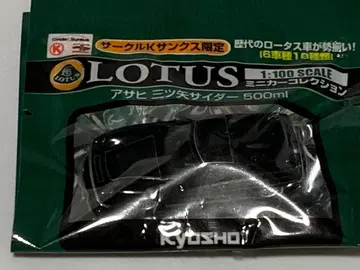 Circle K Sunkus
サークルKサンクス限定
歴代のロータス車が勢揃い!
(6車種18種類)
LOTUS
LOTUS
1:100 SCALE
ミニカーコレクション
アサヒ 三ツ矢サイダー 500ml
KYOSHO